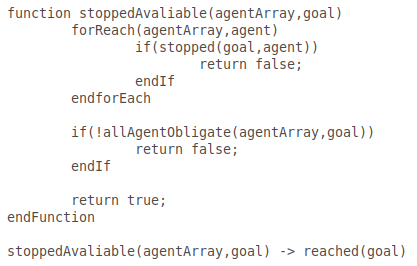 function stoppedAvaliable(agentArray,goal)
forReach(agentArray,agent)
if(stopped(goal,agent))
return false;
endIf
endforEach
if(!allAgentObligate(agentArray,goal))
return false;
endIf
return true;
endFunction
stoppedAvaliable(agentArray,goal) -> reached(goal)